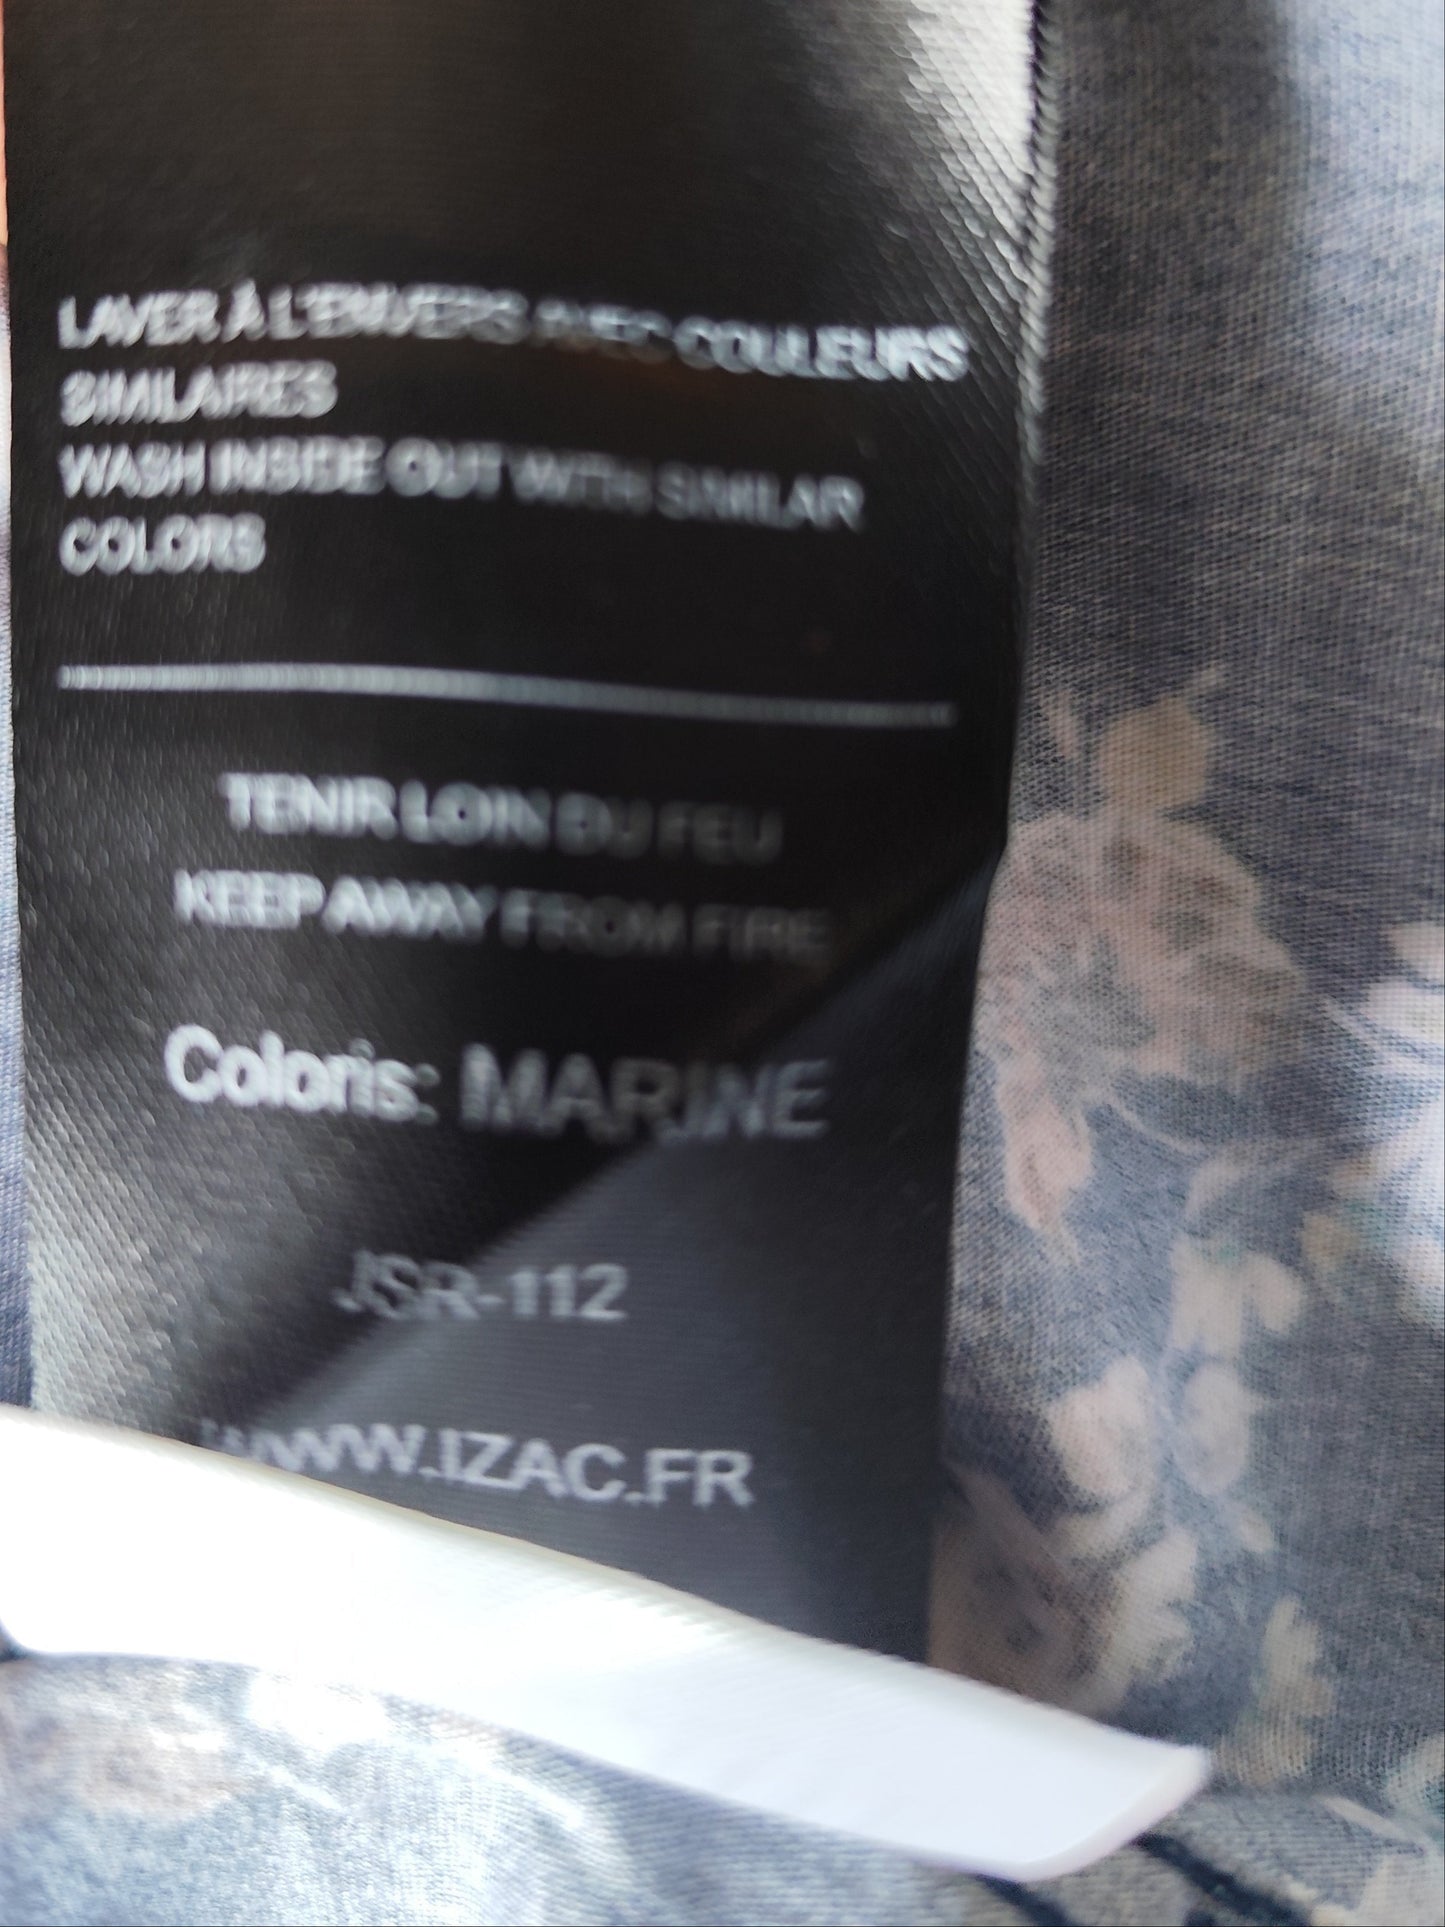 LAVER À L'ENVERS AVEC COULEURS
SIMILAIRES
WASH INSIDE OUT WITH SIMILAR
COLORS
TENIR LOIN DU FEU
KEEP AWAY FROM FIRE
Coloris: MARINE
JSR-112
WWW.IZAC.FR